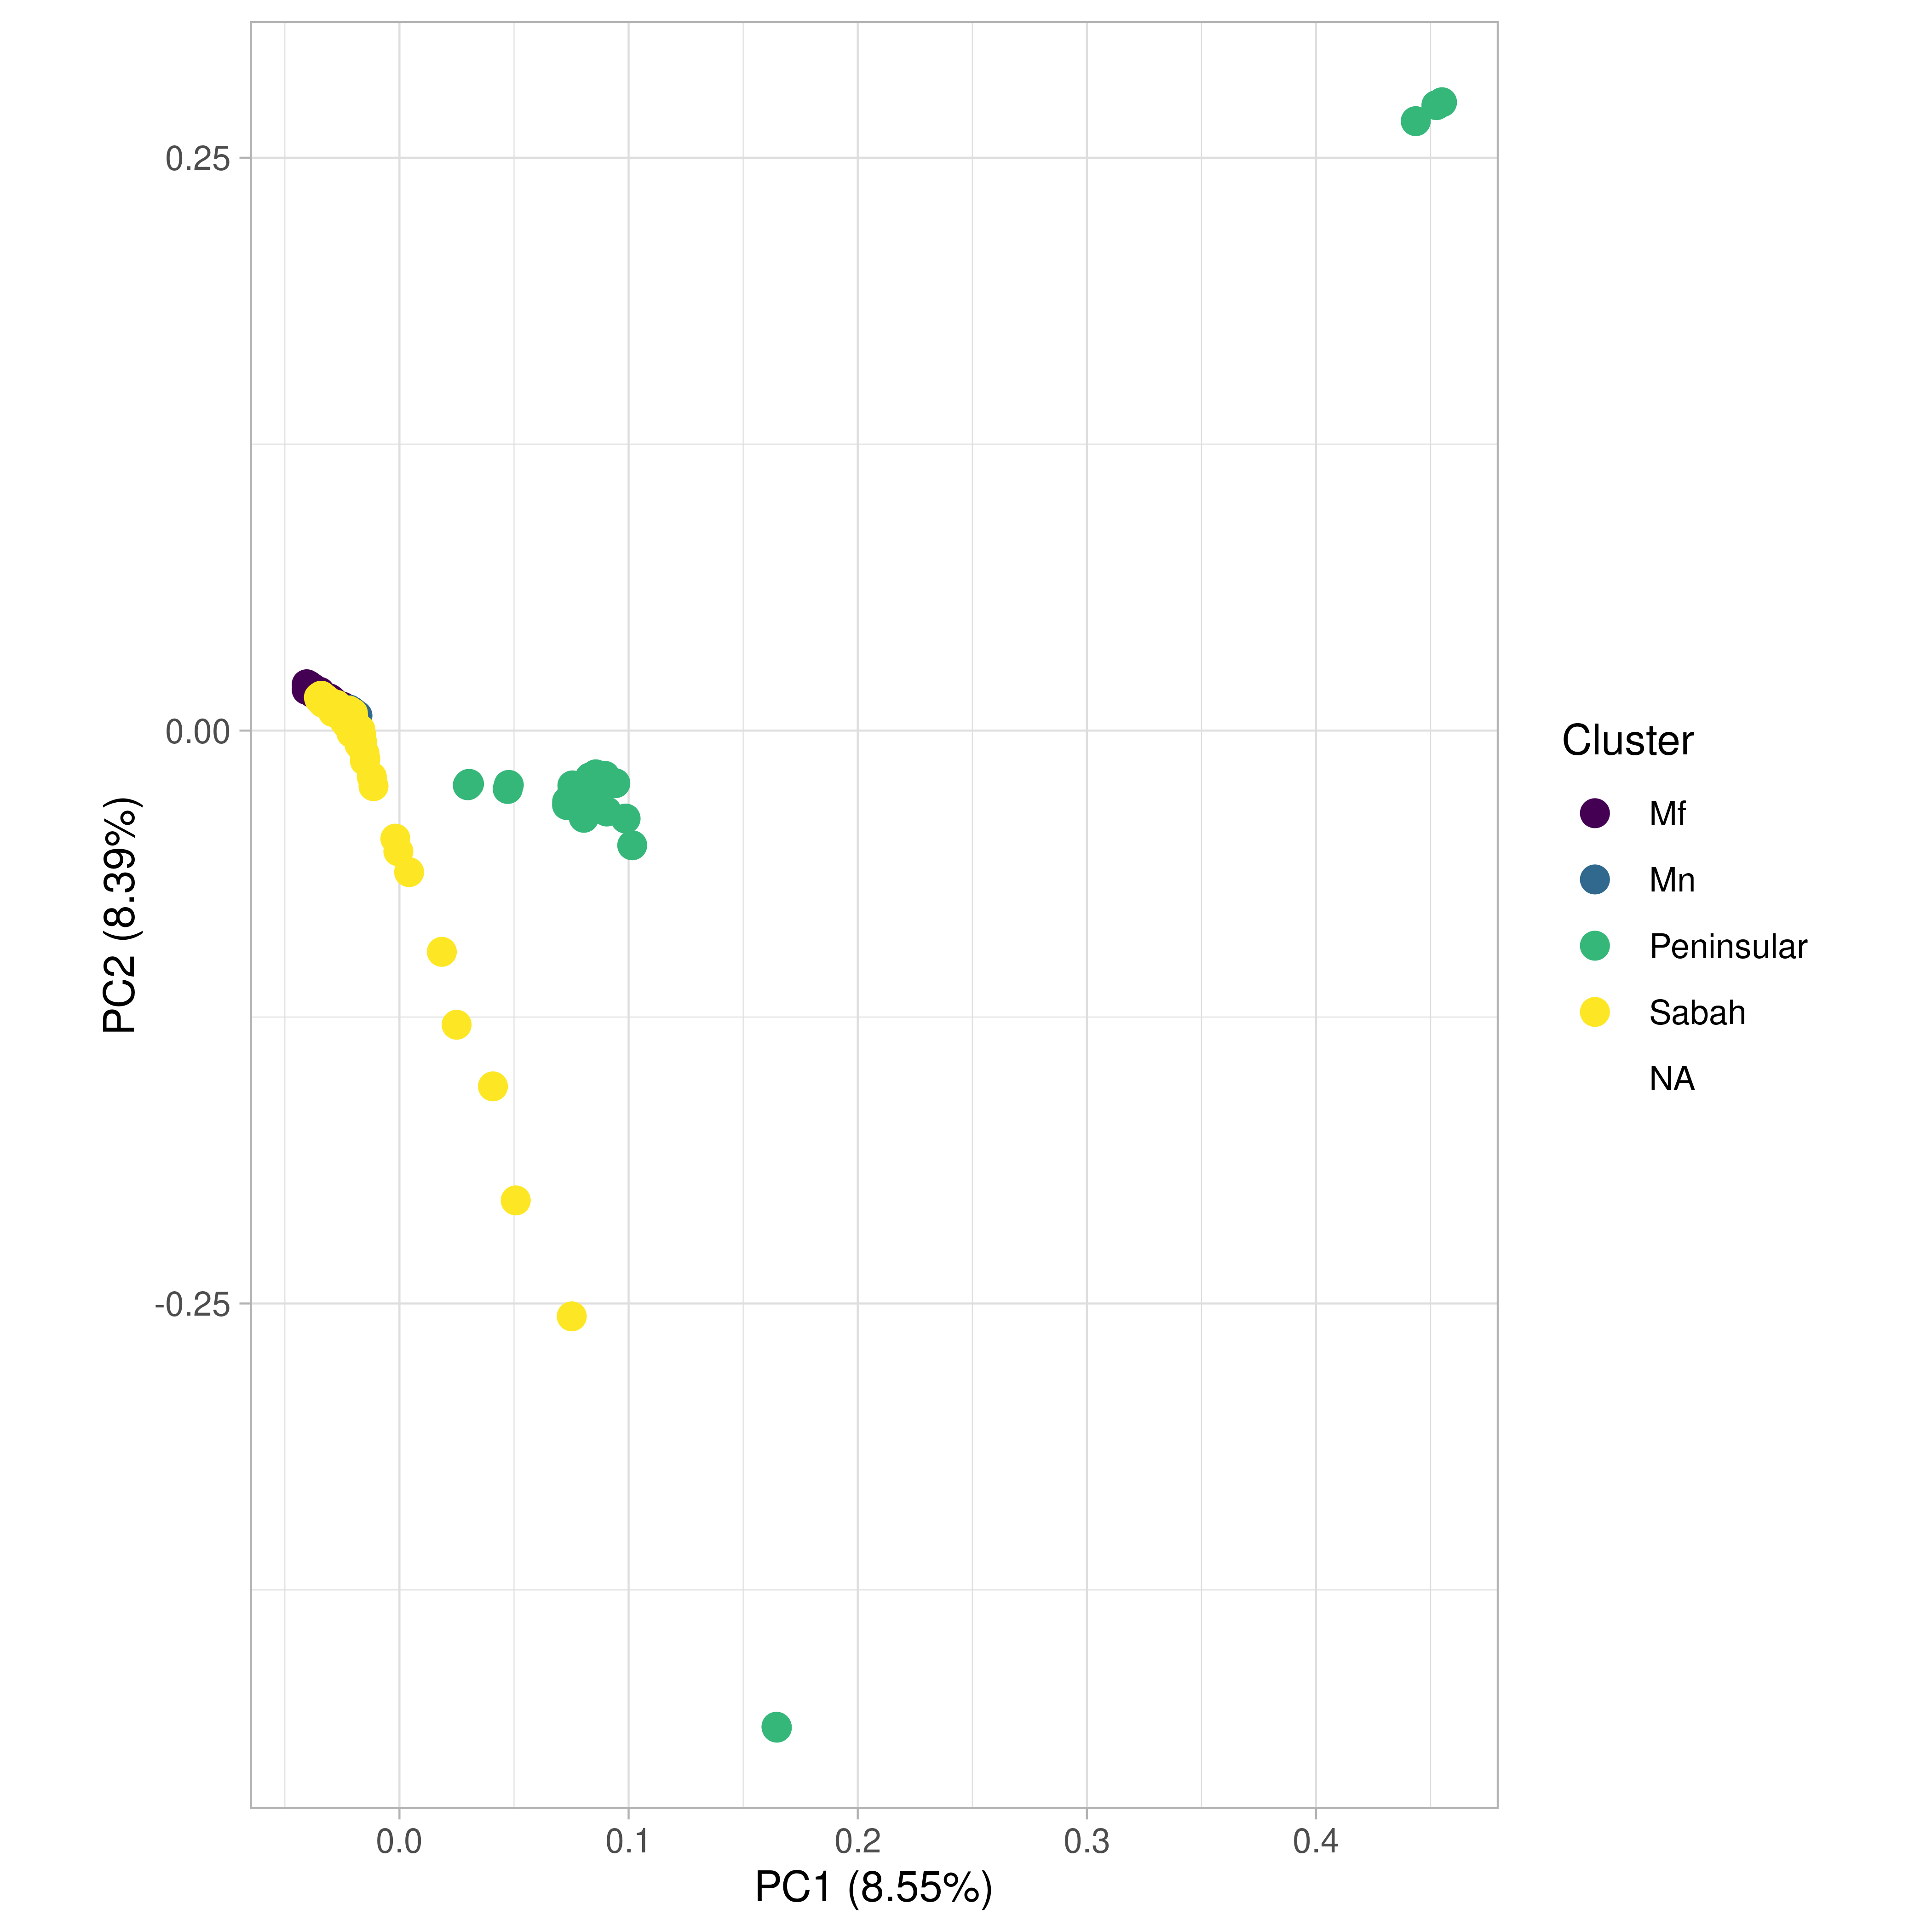 0.25
0.00
-0.25
PC2 (8.39%)
0.0
0.1
0.2
0.3
0.4
PC1 (8.55%)
Cluster
Mf
Mn
Peninsular
Sabah
NA